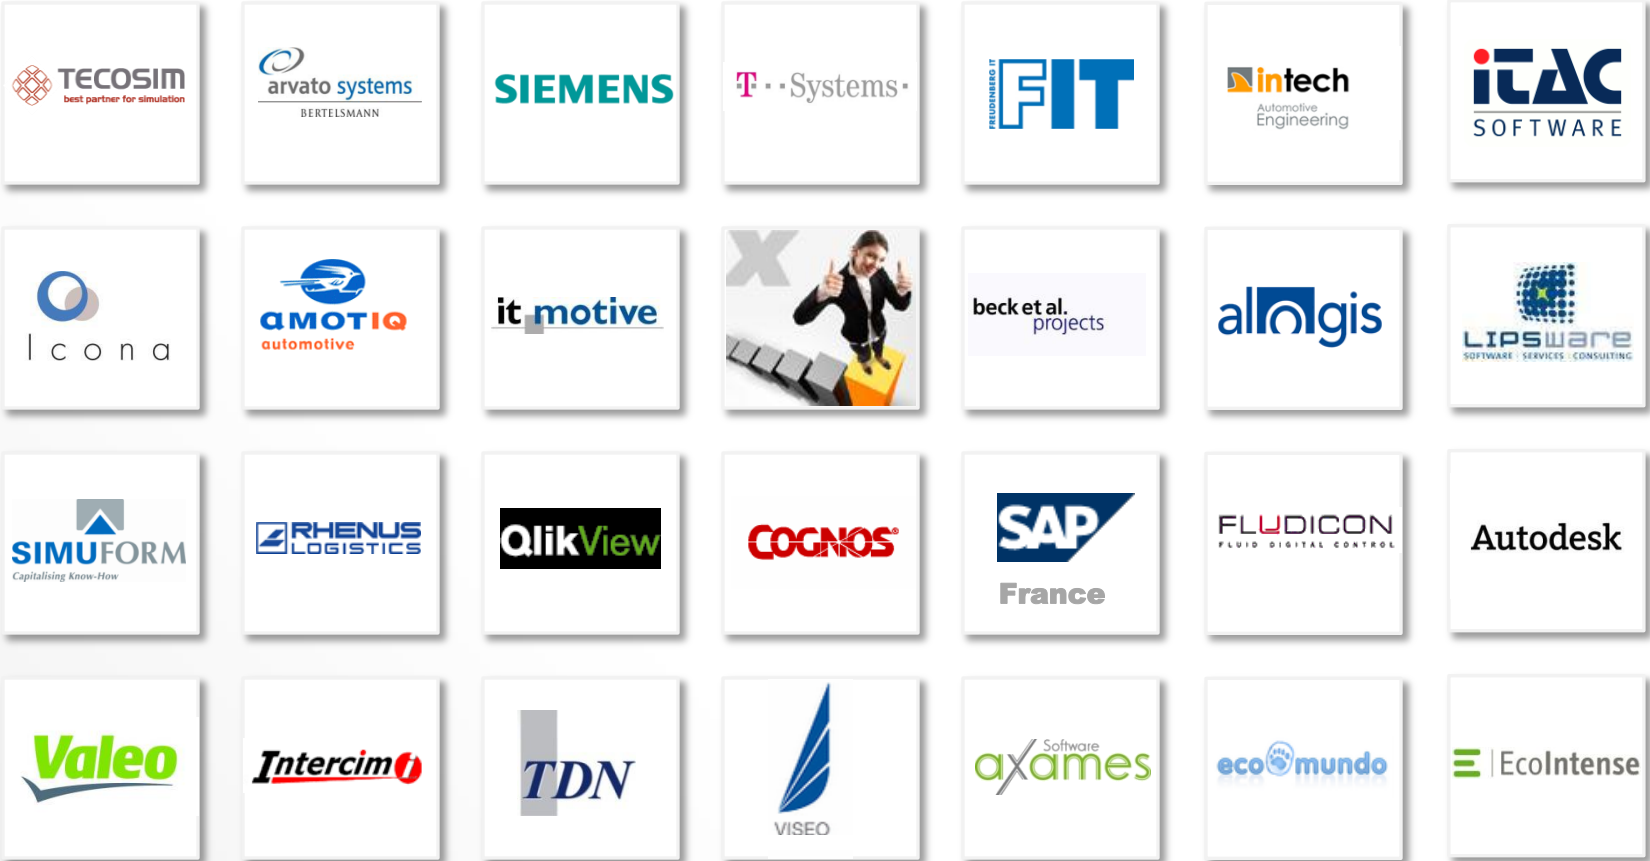 TECOSIM
best partner for simulation
arvato systems
BERTELSMANN
SIEMENS
T··Systems·
FREUDENBERG IT
FIT
intech
Automotive
Engineering
iTAC
SOFTWARE
Icona
aMOTIQ
automotive
it motive
X
beck et al.
projects
alogis
LIPSware
SOFTWARE · SERVICES · CONSULTING
SIMUFORM
Capitalising Know-How
RHENUS
LOGISTICS
QlikView
COGNOS®
SAP
France
FLUDICON
FLUID DIGITAL CONTROL
Autodesk
Valeo
Intercim i
TDN
VISEO
Software
axames
ecomundo
EcoIntense